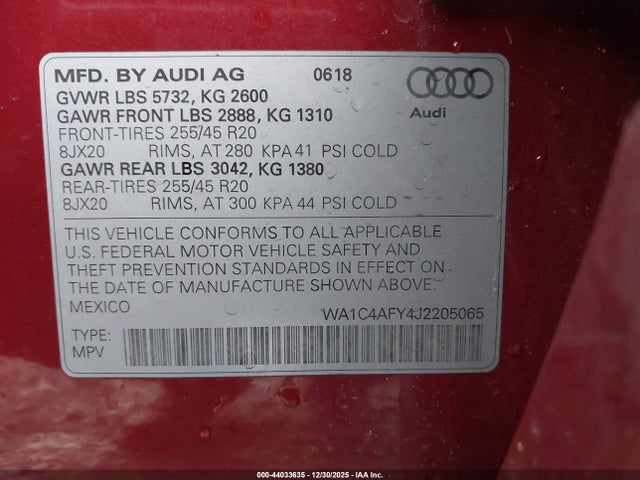 MFD. BY AUDI AG 0618
GVWR LBS 5732, KG 2600
GAWR FRONT LBS 2888, KG 1310
FRONT-TIRES 255/45 R20
8JX20 RIMS, AT 280 KPA 41 PSI COLD
GAWR REAR LBS 3042, KG 1380
REAR-TIRES 255/45 R20
8JX20 RIMS, AT 300 KPA 44 PSI COLD
Audi
THIS VEHICLE CONFORMS TO ALL APPLICABLE
U.S. FEDERAL MOTOR VEHICLE SAFETY AND
THEFT PREVENTION STANDARDS IN EFFECT ON
THE DATE OF MANUFACTURE SHOWN ABOVE.
MEXICO WA1C4AFY4J2205065
TYPE:
MPV
000-44033635 - 12/30/2025 - IAA Inc.